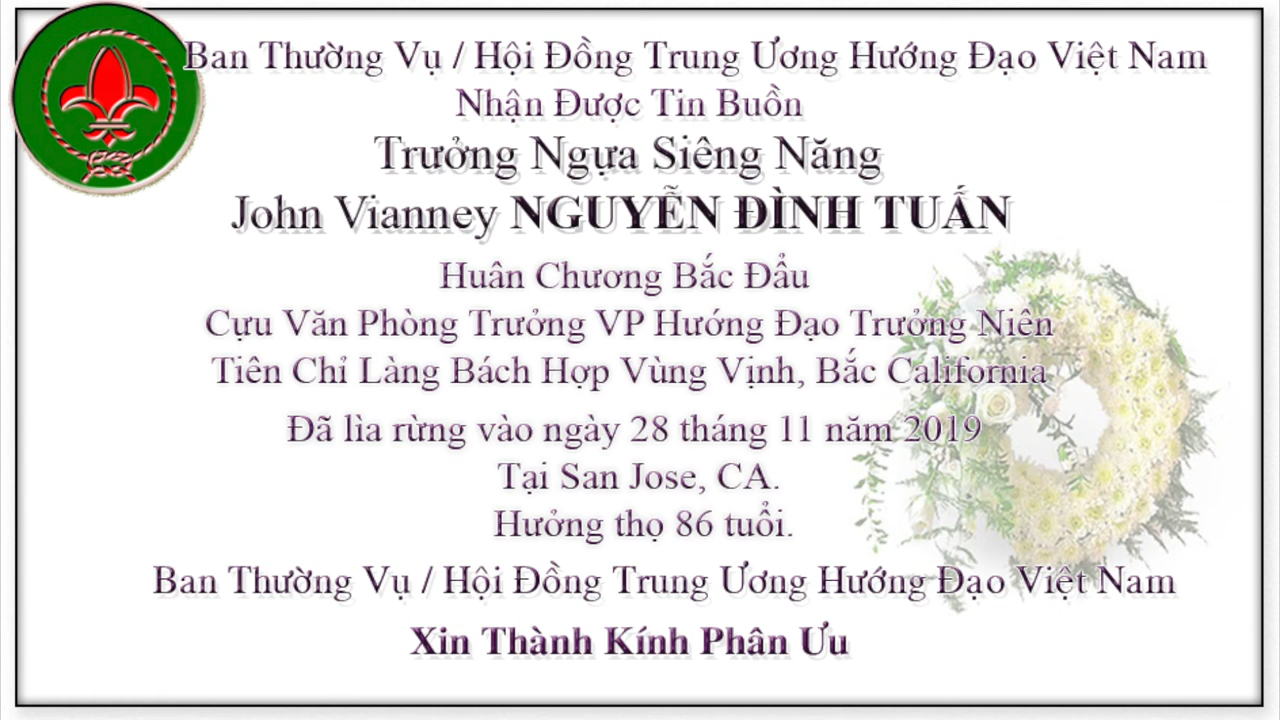 Ban Thường Vụ / Hội Đồng Trung Ương Hướng Đạo Việt Nam
Nhận Được Tin Buồn
Trưởng Ngựa Siêng Năng
John Vianney NGUYỄN ĐÌNH TUẤN
Huân Chương Bắc Đẩu
Cựu Văn Phòng Trưởng VP Hướng Đạo Trưởng Niên
Tiên Chỉ Làng Bách Hợp Vùng Vịnh, Bắc California
Đã lìa rừng vào ngày 28 tháng 11 năm 2019
Tại San Jose, CA.
Hưởng thọ 86 tuổi.
Ban Thường Vụ / Hội Đồng Trung Ương Hướng Đạo Việt Nam
Xin Thành Kính Phân Ưu